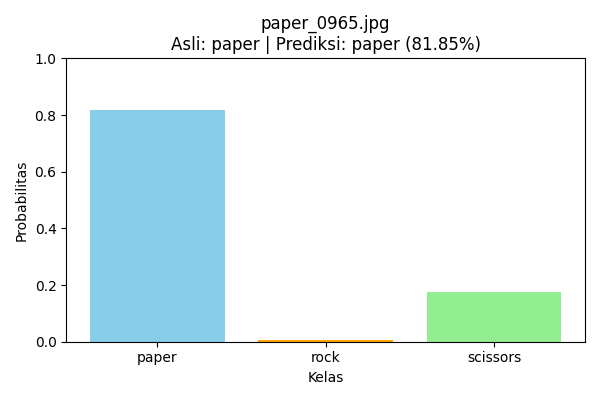 paper_0965.jpg
Asli: paper | Prediksi: paper (81.85%)
1.0
0.8
0.6
0.4
0.2
0.0
Probabilitas
paper rock scissors
Kelas